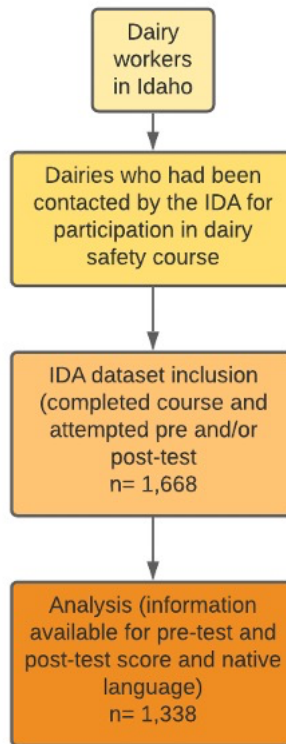 Dairy
workers
in Idaho
Dairies who had been
contacted by the IDA for
participation in dairy
safety course
IDA dataset inclusion
(completed course and
attempted pre and/or
post-test
n= 1,668
Analysis (information
available for pre-test and
post-test score and native
language)
n= 1,338